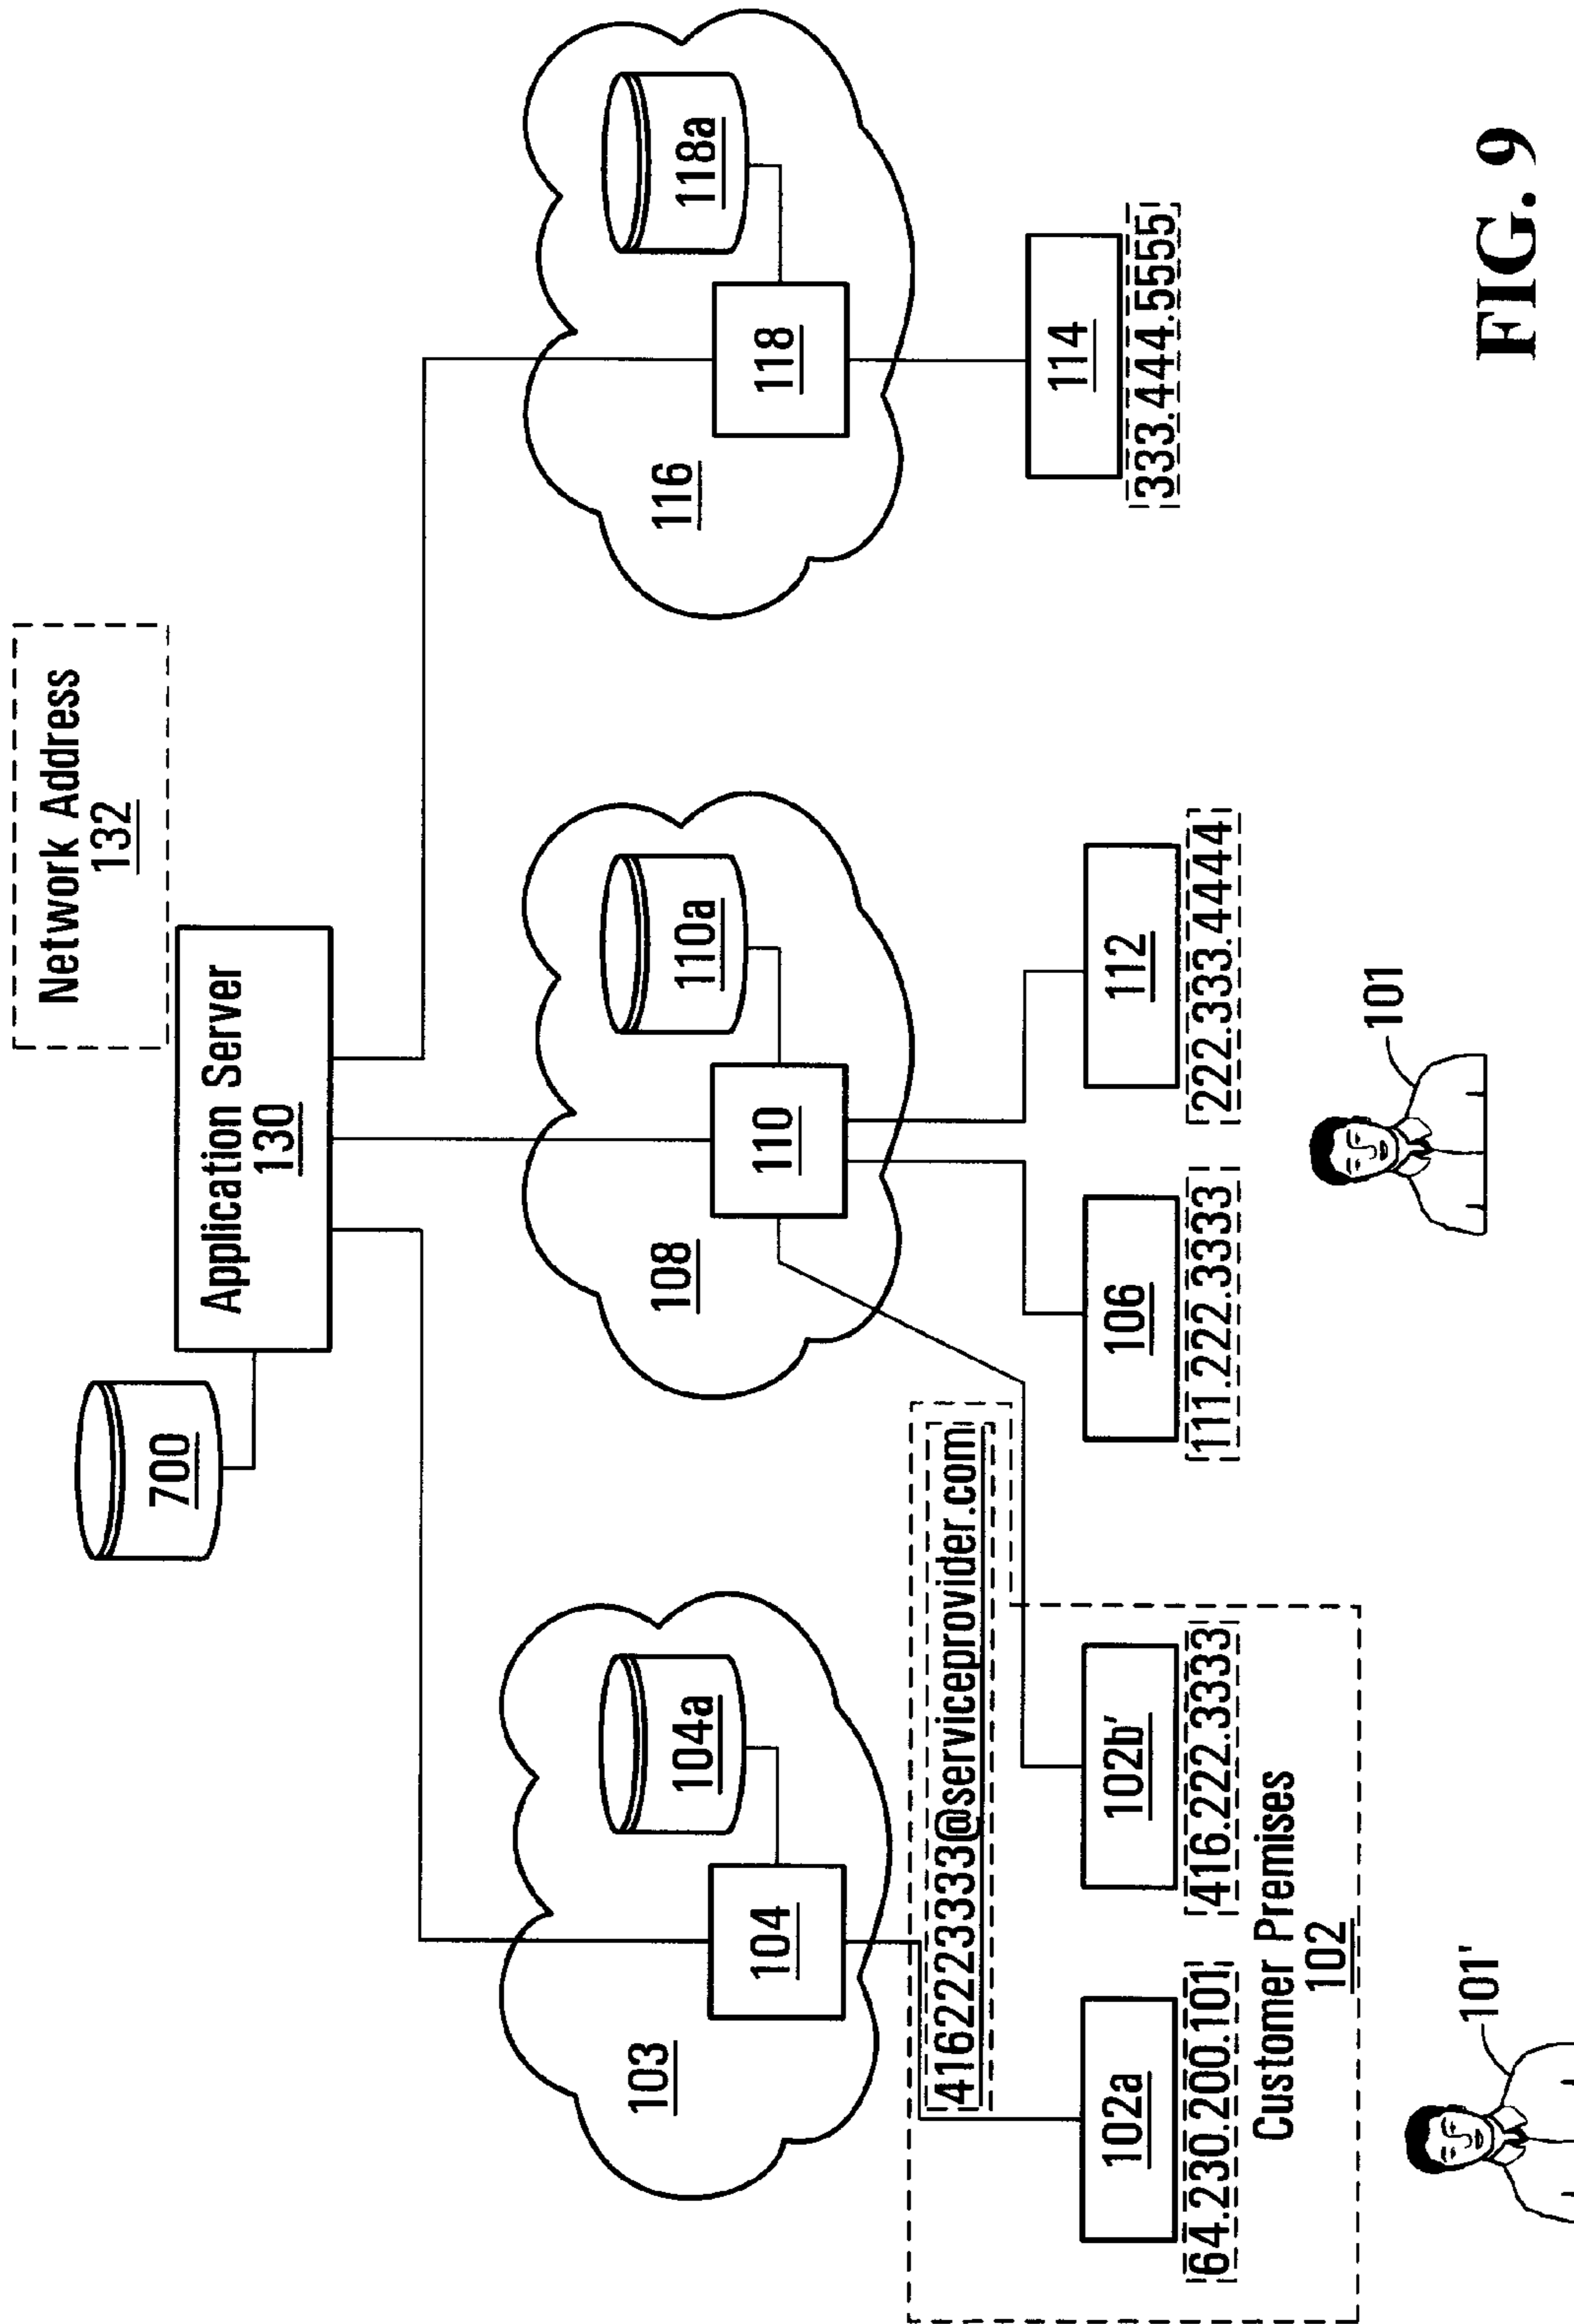 Network Address
132
700
Application Server
130
103
104
104a
108
110
110a
116
118
118a
4162223333@serviceprovider.com
102a
64.230.200.101
102b'
416.222.3333
Customer Premises
102
106
111.222.3333
112
222.333.4444
114
333.444.5555
101'
101
FIG. 9